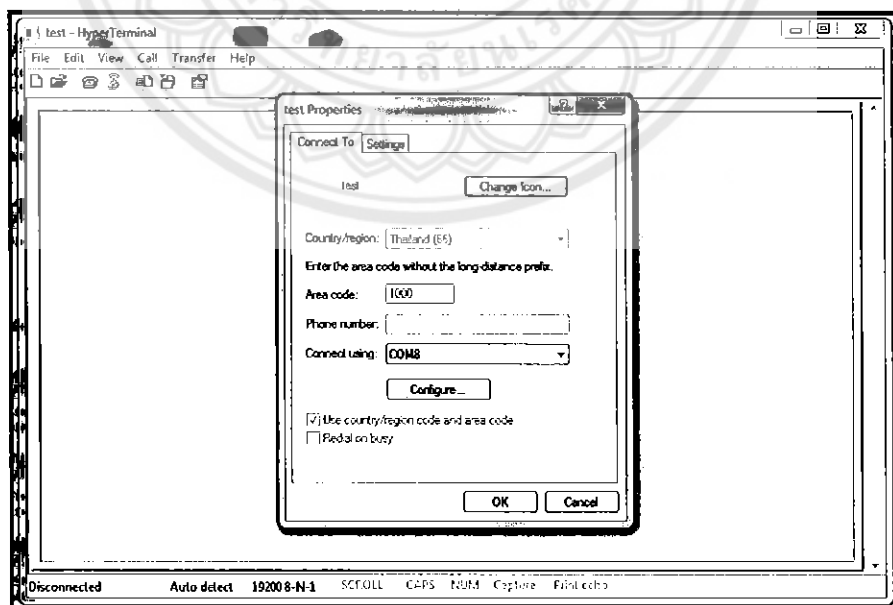 test - HyperTerminal
File Edit View Call Transfer Help
test Properties
Connect To Settings
test Change Icon...
Country/region: Thailand (66)
Enter the area code without the long-distance prefix.
Area code: 1000
Phone number:
Connect using: COM8
Configure...
Use country/region code and area code
Redial on busy
OK Cancel
Disconnected Auto detect 19200 8-N-1 SCROLL CAPS NUM Capture Print echo